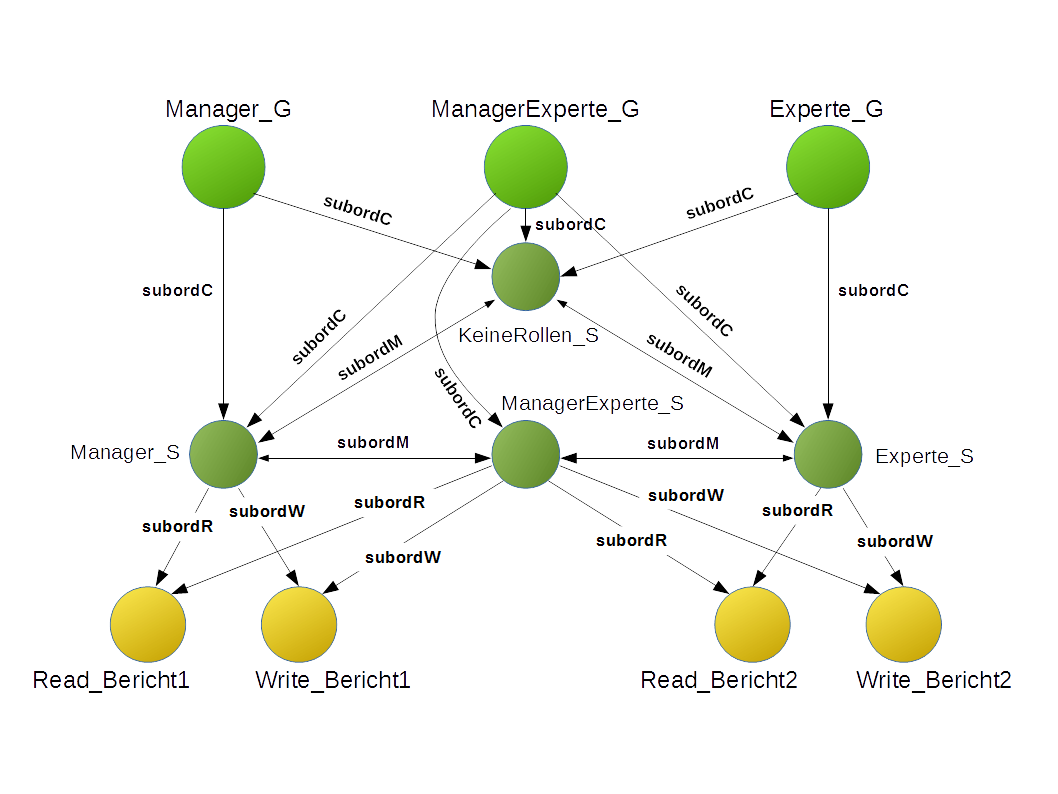 Manager_G
ManagerExperte_G
Experte_G
subordC
subordC
subordC
subordC
subordC
subordC
subordC
KeineRollen_S
subordM
subordM
subordC
ManagerExperte_S
Manager_S
subordM
subordM
Experte_S
subordR
subordW
subordR
subordW
subordR
subordW
subordR
subordW
Read_Bericht1
Write_Bericht1
Read_Bericht2
Write_Bericht2